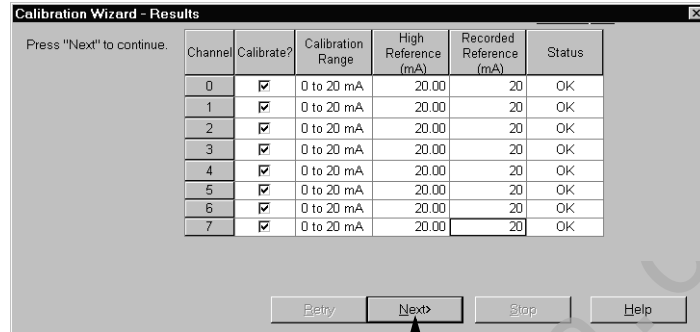 Calibration Wizard - Results
Press "Next" to continue.
Channel Calibrate? Calibration Range High Reference (mA) Recorded Reference (mA) Status
0 0 to 20 mA 20.00 20 OK
1 0 to 20 mA 20.00 20 OK
2 0 to 20 mA 20.00 20 OK
3 0 to 20 mA 20.00 20 OK
4 0 to 20 mA 20.00 20 OK
5 0 to 20 mA 20.00 20 OK
6 0 to 20 mA 20.00 20 OK
7 0 to 20 mA 20.00 20 OK
Retry Next> Stop Help